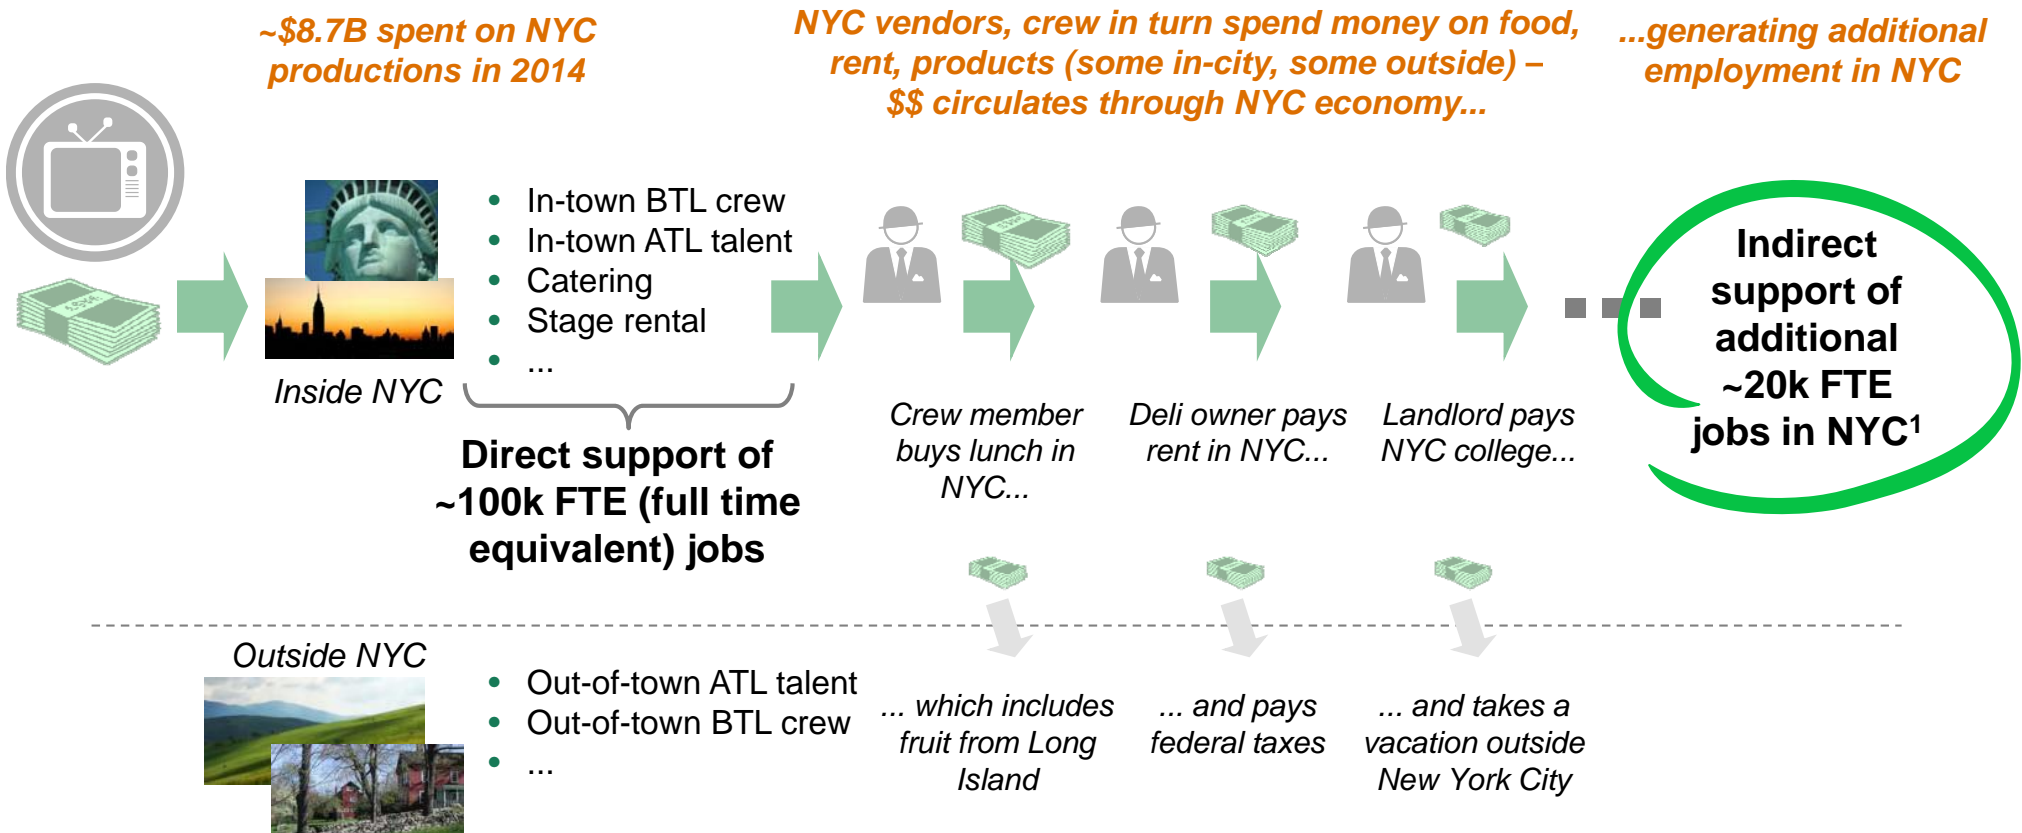 ~$8.7B spent on NYC
productions in 2014
NYC vendors, crew in turn spend money on food,
rent, products (some in-city, some outside) –
$$ circulates through NYC economy...
...generating additional
employment in NYC
• In-town BTL crew
• In-town ATL talent
• Catering
• Stage rental
• ...
Inside NYC
Direct support of
~100k FTE (full time
equivalent) jobs
Crew member
buys lunch in
NYC...
Deli owner pays
rent in NYC...
Landlord pays
NYC college...
Indirect
support of
additional
~20k FTE
jobs in NYC¹
Outside NYC
• Out-of-town ATL talent
• Out-of-town BTL crew
• ...
... which includes
fruit from Long
Island
... and pays
federal taxes
... and takes a
vacation outside
New York City